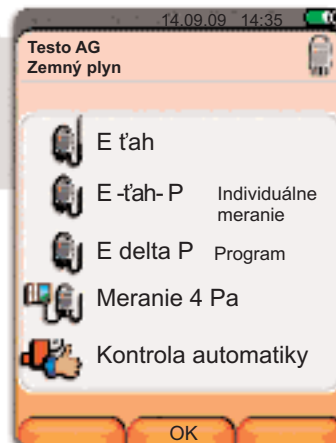 14.09.09 14:35
Testo AG
Zemný plyn
E ťah
E -ťah- P Individuálne
meranie
E delta P Program
Meranie 4 Pa
Kontrola automatiky
OK